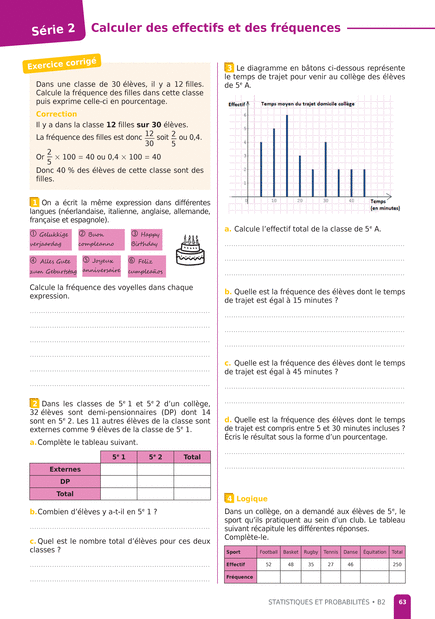 Série 2
Calculer des effectifs et des fréquences
Exercice corrigé
Dans une classe de 30 élèves, il y a 12 filles.
Calcule la fréquence des filles dans cette classe
puis exprime celle-ci en pourcentage.
Correction
Il y a dans la classe 12 filles sur 30 élèves.
La fréquence des filles est donc 12/30 soit 2/5 ou 0,4.
Or 2/5 × 100 = 40 ou 0,4 × 100 = 40
Donc 40 % des élèves de cette classe sont des
filles.
1 On a écrit la même expression dans différentes
langues (néerlandaise, italienne, anglaise, allemande,
française et espagnole).
① Gelukkige
verjaardag
② Buon
compleanno
③ Happy
Birthday
④ Alles Gute
zum Geburtstag
⑤ Joyeux
anniversaire
⑥ Feliz
cumpleaños
Calcule la fréquence des voyelles dans chaque
expression.
2 Dans les classes de 5e 1 et 5e 2 d'un collège,
32 élèves sont demi-pensionnaires (DP) dont 14
sont en 5e 2. Les 11 autres élèves de la classe sont
externes comme 9 élèves de la classe de 5e 1.
a. Complète le tableau suivant.
5e 1 5e 2 Total
Externes
DP
Total
b. Combien d'élèves y a-t-il en 5e 1 ?
c. Quel est le nombre total d'élèves pour ces deux
classes ?
3 Le diagramme en bâtons ci-dessous représente
le temps de trajet pour venir au collège des élèves
de 5e A.
Effectif
Temps moyen du trajet domicile collège
6
5
4
3
2
1
0 5 10 15 20 25 30 35 40 45
Temps
(en minutes)
a. Calcule l'effectif total de la classe de 5e A.
b. Quelle est la fréquence des élèves dont le temps
de trajet est égal à 15 minutes ?
c. Quelle est la fréquence des élèves dont le temps
de trajet est égal à 45 minutes ?
d. Quelle est la fréquence des élèves dont le temps
de trajet est compris entre 5 et 30 minutes incluses ?
Écris le résultat sous la forme d'un pourcentage.
4 Logique
Dans un collège, on a demandé aux élèves de 5e, le
sport qu'ils pratiquent au sein d'un club. Le tableau
suivant récapitule les différentes réponses.
Complète-le.
Sport Football Basket Rugby Tennis Danse Équitation Total
Effectif 52 48 35 27 46 250
Fréquence
STATISTIQUES ET PROBABILITÉS • B2 63